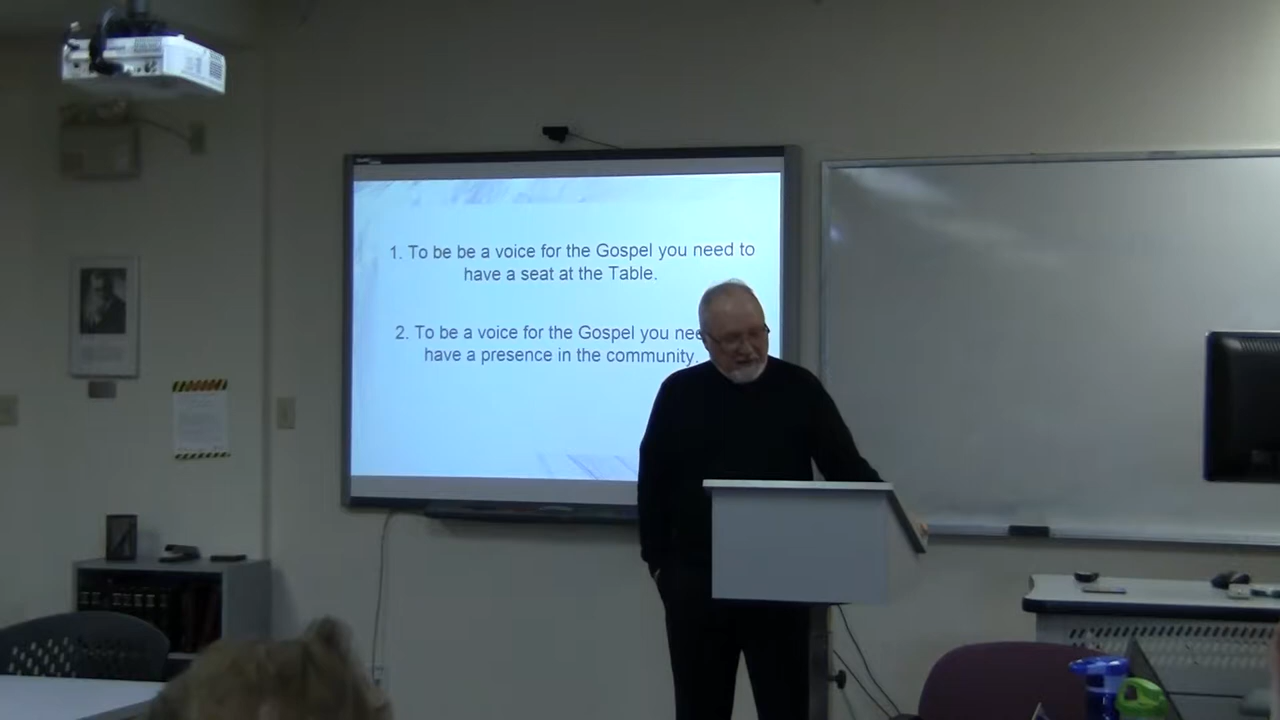 1. To be be a voice for the Gospel you need to
have a seat at the Table.
2. To be a voice for the Gospel you
have a presence in the community.